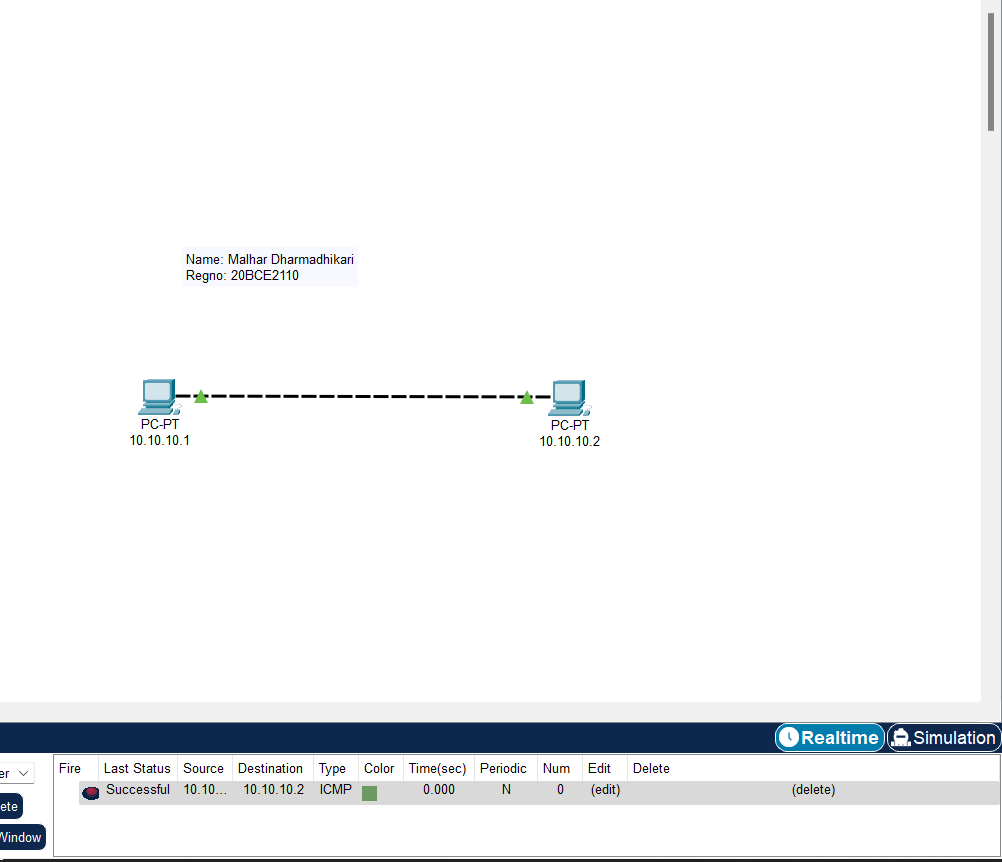 Name: Malhar Dharmadhikari
Regno: 20BCE2110
PC-PT
10.10.10.1
PC-PT
10.10.10.2
Realtime Simulation
er
Fire Last Status Source Destination Type Color Time(sec) Periodic Num Edit Delete
Successful 10.10... 10.10.10.2 ICMP 0.000 N 0 (edit) (delete)
ete
Window